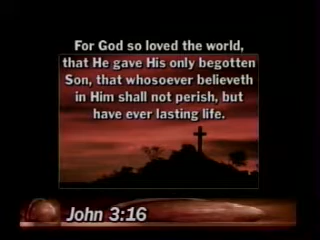 For God so loved the world,
that He gave His only begotten
Son, that whosoever believeth
in Him shall not perish, but
have ever lasting life.
John 3:16